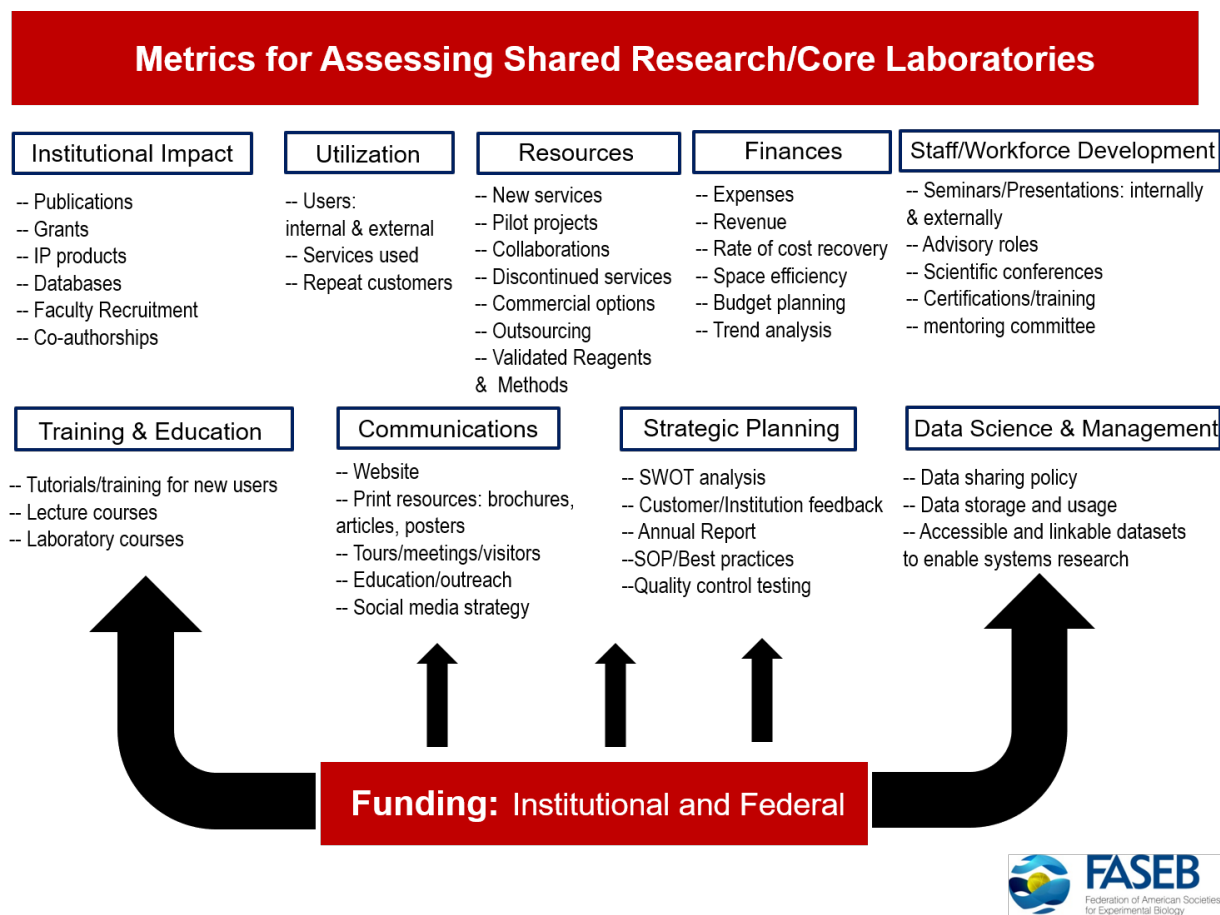 Metrics for Assessing Shared Research/Core Laboratories
Institutional Impact
-- Publications
-- Grants
-- IP products
-- Databases
-- Faculty Recruitment
-- Co-authorships
Utilization
-- Users:
internal & external
-- Services used
-- Repeat customers
Resources
-- New services
-- Pilot projects
-- Collaborations
-- Discontinued services
-- Commercial options
-- Outsourcing
-- Validated Reagents
& Methods
Finances
-- Expenses
-- Revenue
-- Rate of cost recovery
-- Space efficiency
-- Budget planning
-- Trend analysis
Staff/Workforce Development
-- Seminars/Presentations: internally
& externally
-- Advisory roles
-- Scientific conferences
-- Certifications/training
-- mentoring committee
Training & Education
-- Tutorials/training for new users
-- Lecture courses
-- Laboratory courses
Communications
-- Website
-- Print resources: brochures,
articles, posters
-- Tours/meetings/visitors
-- Education/outreach
-- Social media strategy
Strategic Planning
-- SWOT analysis
-- Customer/Institution feedback
-- Annual Report
--SOP/Best practices
--Quality control testing
Data Science & Management
-- Data sharing policy
-- Data storage and usage
-- Accessible and linkable datasets
to enable systems research
Funding: Institutional and Federal
FASEB
Federation of American Societies
for Experimental Biology